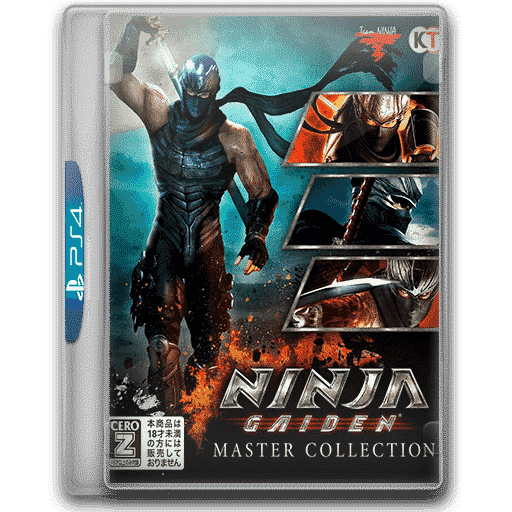 Team NINJA
KT
PS4
NINJA
GAIDEN
MASTER COLLECTION
CERO
Z
本商品は
18才未満
の方には
販売して
おりません